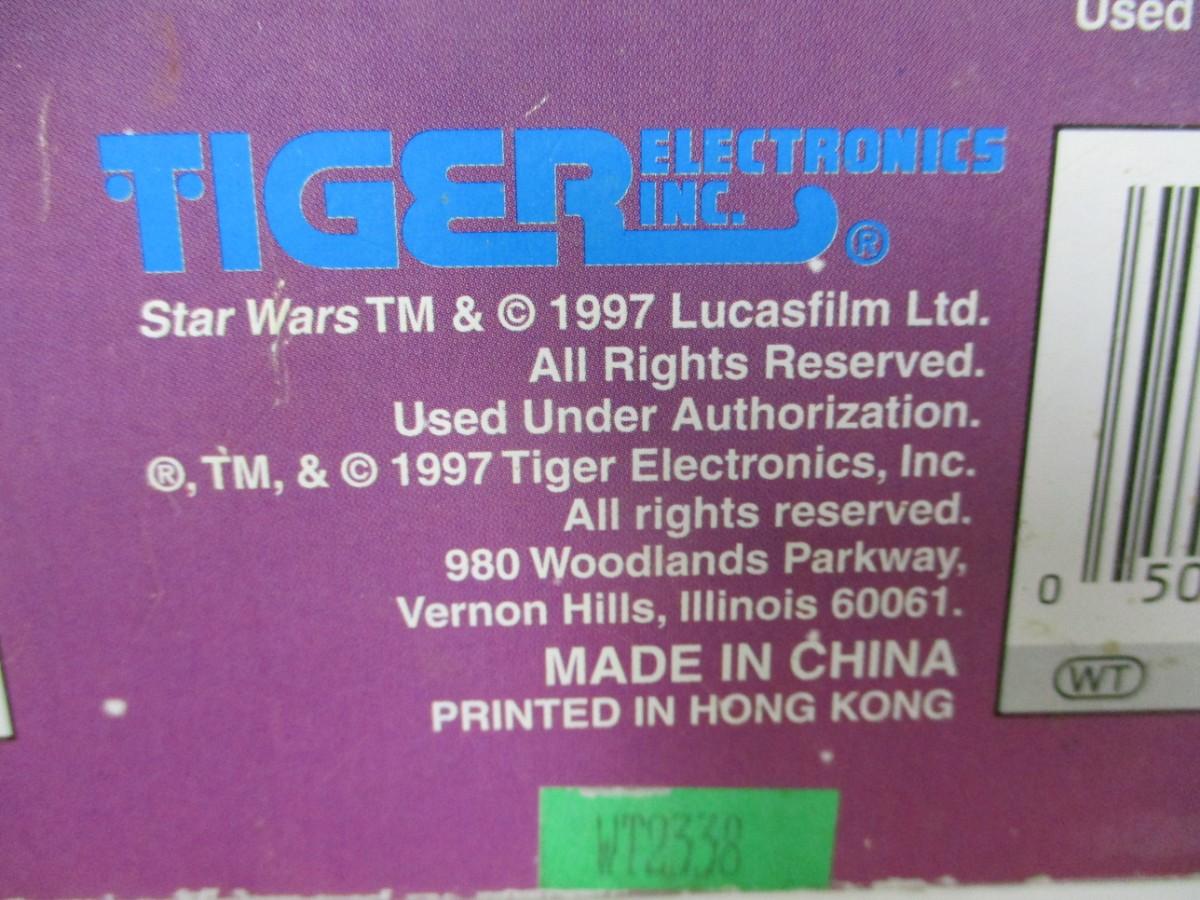 Used
TIGER ELECTRONICS
INC. ®
Star Wars TM & © 1997 Lucasfilm Ltd.
All Rights Reserved.
Used Under Authorization.
®, TM, & © 1997 Tiger Electronics, Inc.
All rights reserved.
980 Woodlands Parkway,
Vernon Hills, Illinois 60061.
MADE IN CHINA
PRINTED IN HONG KONG
0 50
WT
WT2338